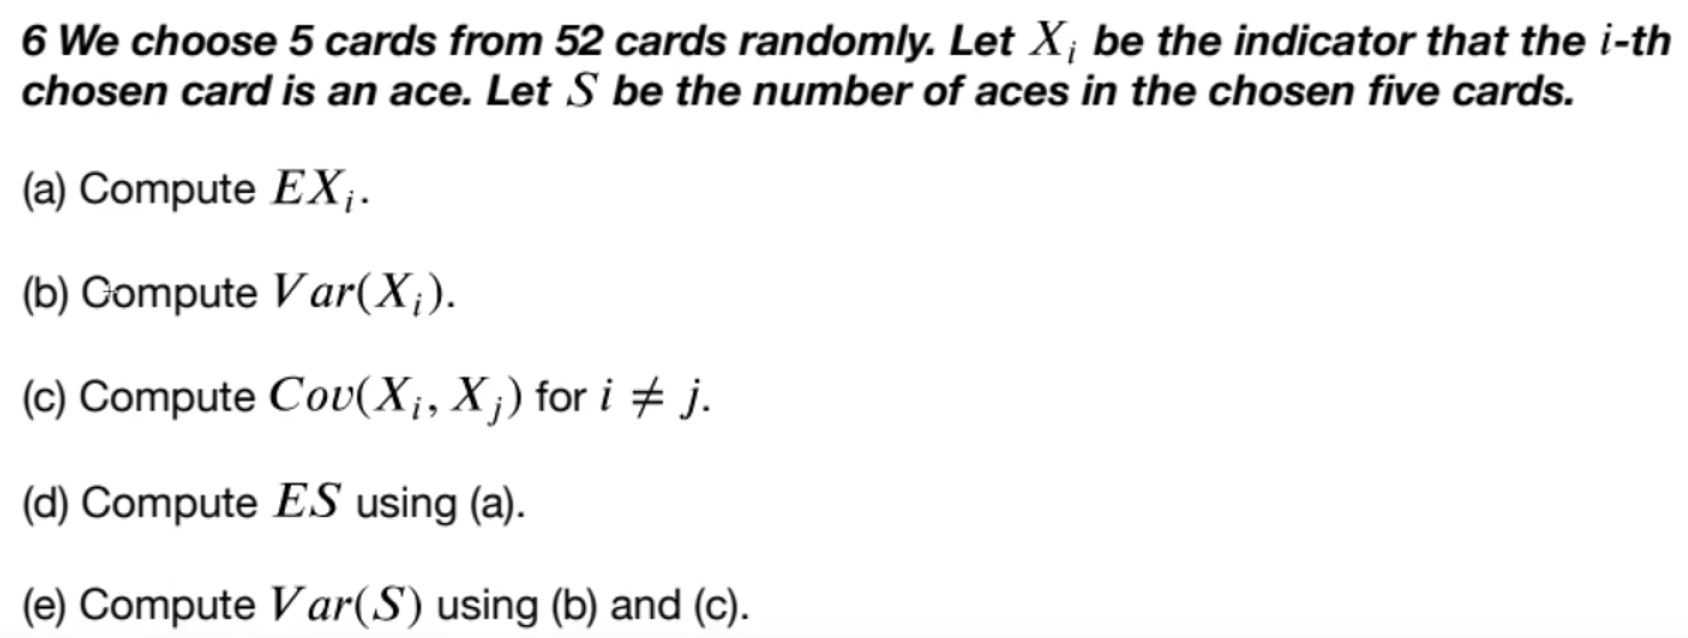 6 We choose 5 cards from 52 cards randomly. Let X_i be the indicator that the i-th
chosen card is an ace. Let S be the number of aces in the chosen five cards.
(a) Compute EX_i.
(b) Compute Var(X_i).
(c) Compute Cov(X_i, X_j) for i ≠ j.
(d) Compute ES using (a).
(e) Compute Var(S) using (b) and (c).